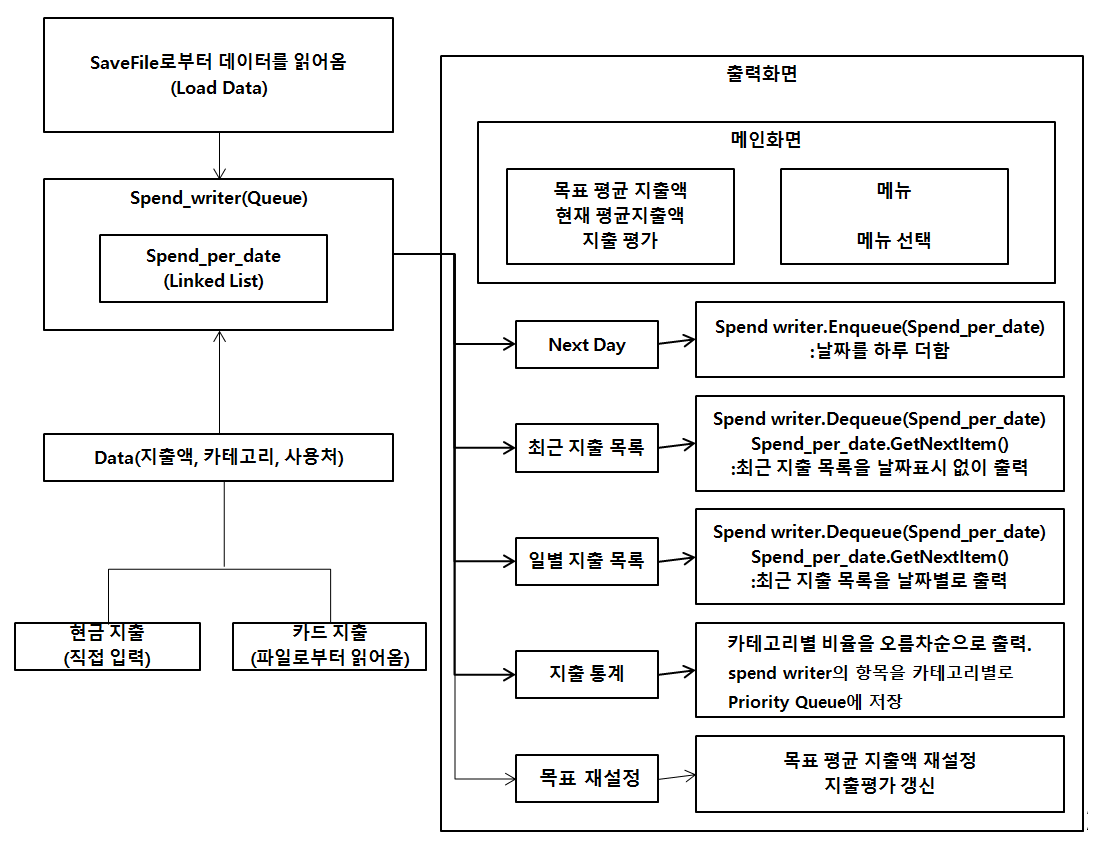 SaveFile로부터 데이터를 읽어옴
(Load Data)
Spend_writer(Queue)
Spend_per_date
(Linked List)
Data(지출액, 카테고리, 사용처)
현금 지출
(직접 입력)
카드 지출
(파일로부터 읽어옴)
출력화면
메인화면
목표 평균 지출액
현재 평균지출액
지출 평가
메뉴
메뉴 선택
Next Day
Spend writer.Enqueue(Spend_per_date)
:날짜를 하루 더함
최근 지출 목록
Spend writer.Dequeue(Spend_per_date)
Spend_per_date.GetNextItem()
:최근 지출 목록을 날짜표시 없이 출력
일별 지출 목록
Spend writer.Dequeue(Spend_per_date)
Spend_per_date.GetNextItem()
:최근 지출 목록을 날짜별로 출력
지출 통계
카테고리별 비율을 오름차순으로 출력.
spend writer의 항목을 카테고리별로
Priority Queue에 저장
목표 재설정
목표 평균 지출액 재설정
지출평가 갱신